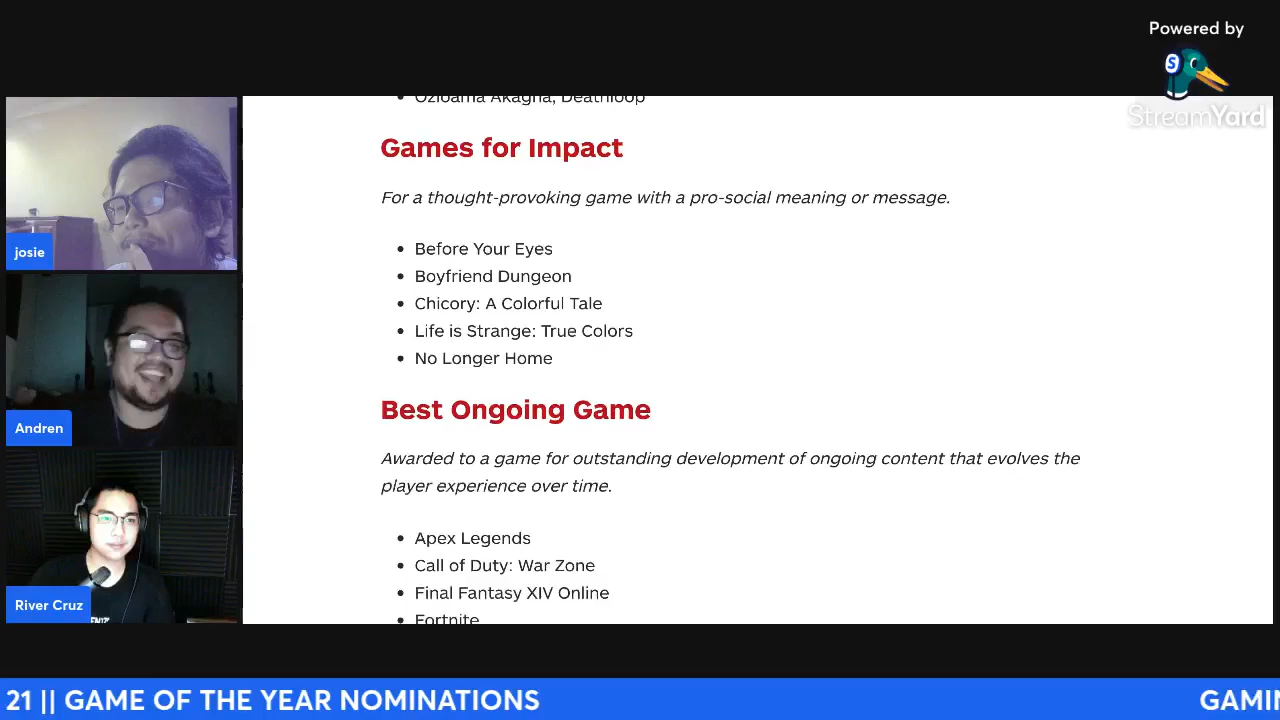 Powered by
StreamYard
Ozioma Akagha, Deathloop
Games for Impact
For a thought-provoking game with a pro-social meaning or message.
Before Your Eyes
Boyfriend Dungeon
Chicory: A Colorful Tale
Life is Strange: True Colors
No Longer Home
Best Ongoing Game
Awarded to a game for outstanding development of ongoing content that evolves the
player experience over time.
Apex Legends
Call of Duty: War Zone
Final Fantasy XIV Online
Fortnite
josie
Andren
River Cruz
21 || GAME OF THE YEAR NOMINATIONS
GAMIN